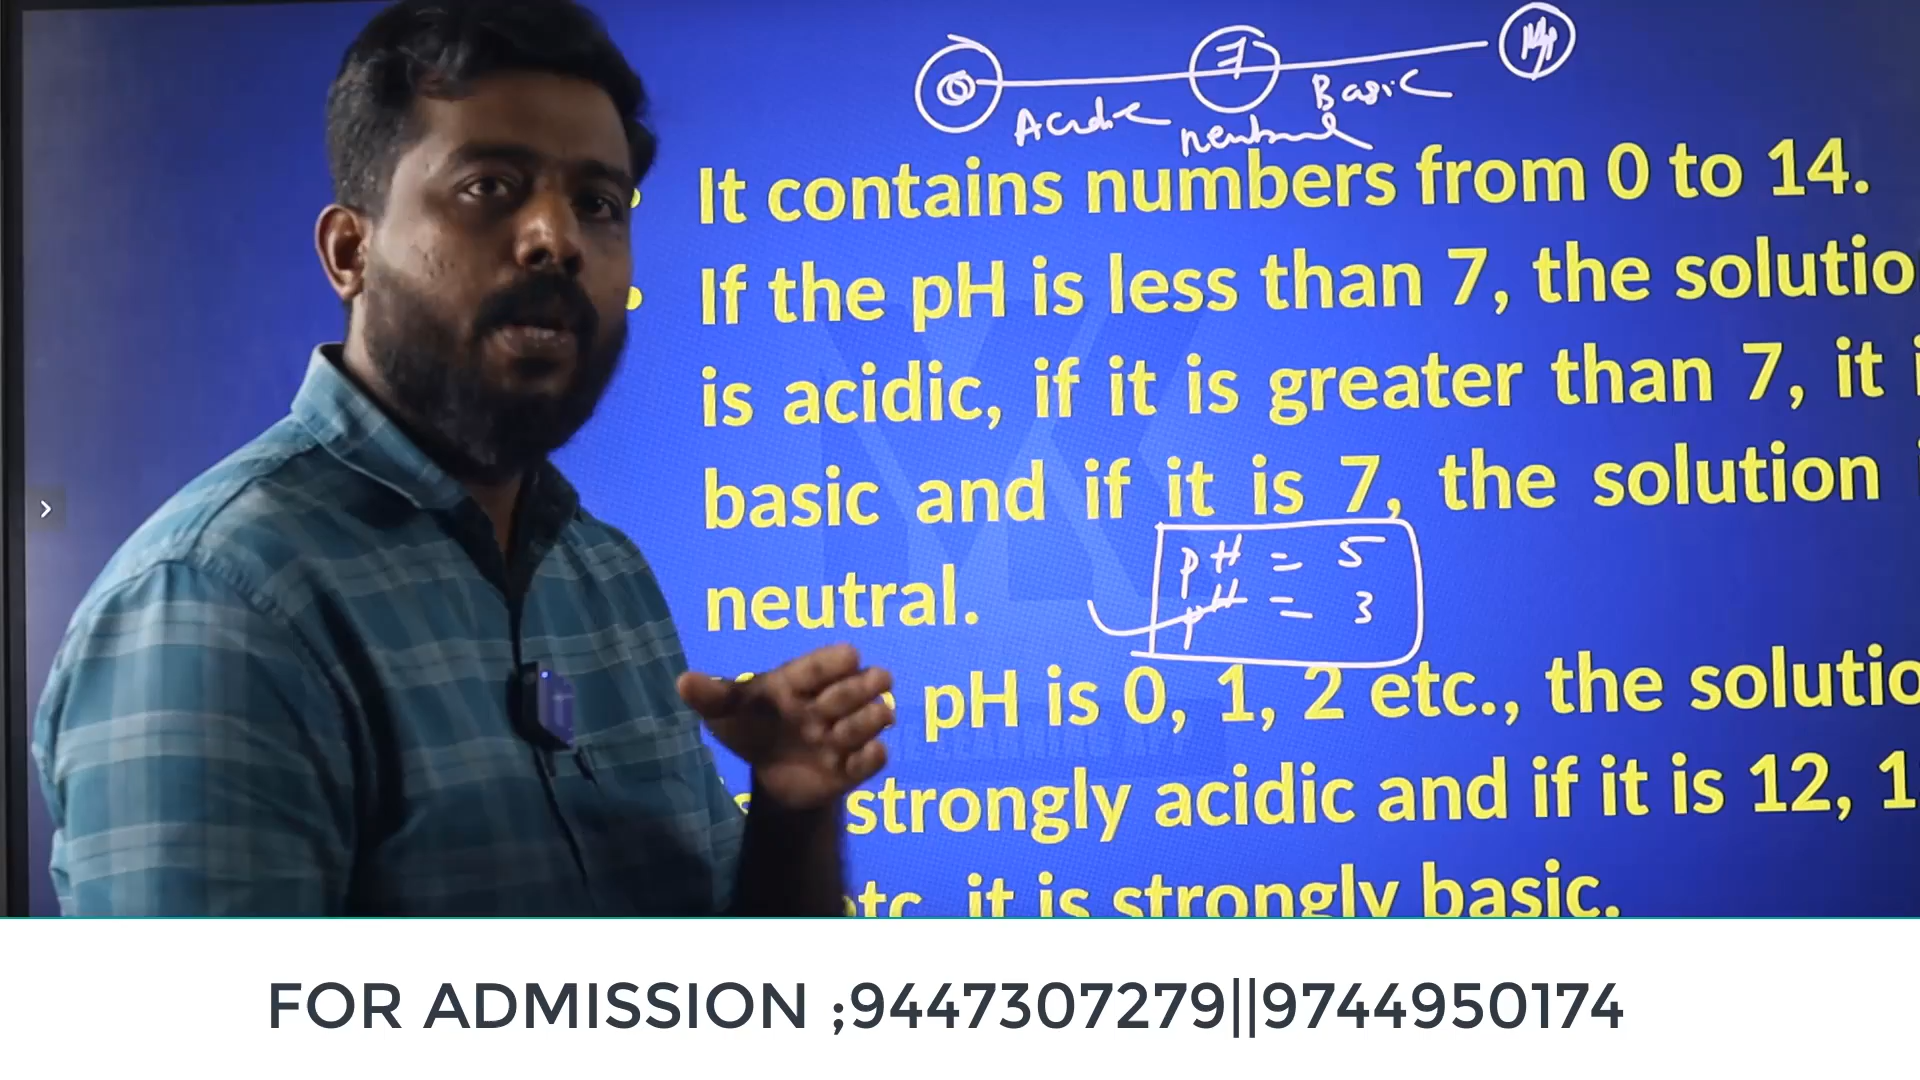 0 7 14
Acidic neutral Basic
It contains numbers from 0 to 14.
If the pH is less than 7, the solutio
is acidic, if it is greater than 7, it i
basic and if it is 7, the solution i
neutral.
pH = 5
pH = 3
pH is 0, 1, 2 etc., the solutio
strongly acidic and if it is 12, 1
etc. it is strongly basic.
FOR ADMISSION ;9447307279||9744950174